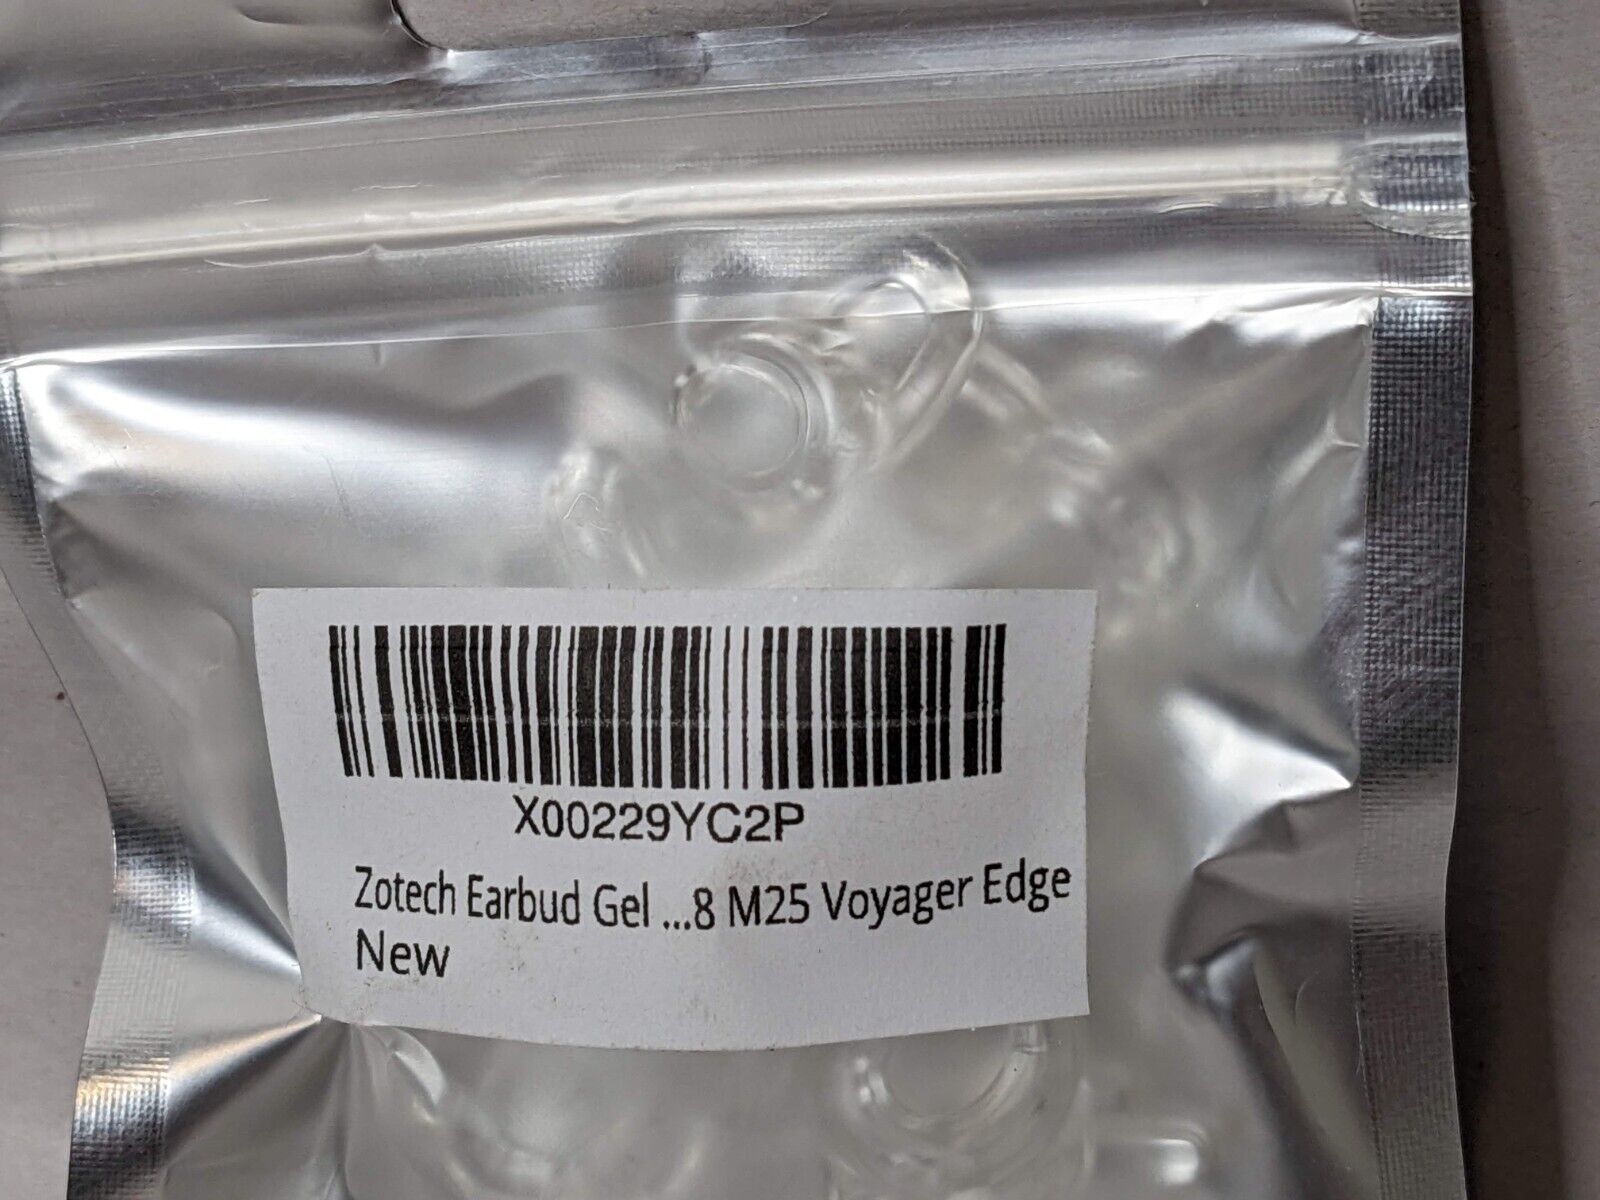 X00229YC2P
Zotech Earbud Gel ...8 M25 Voyager Edge
New